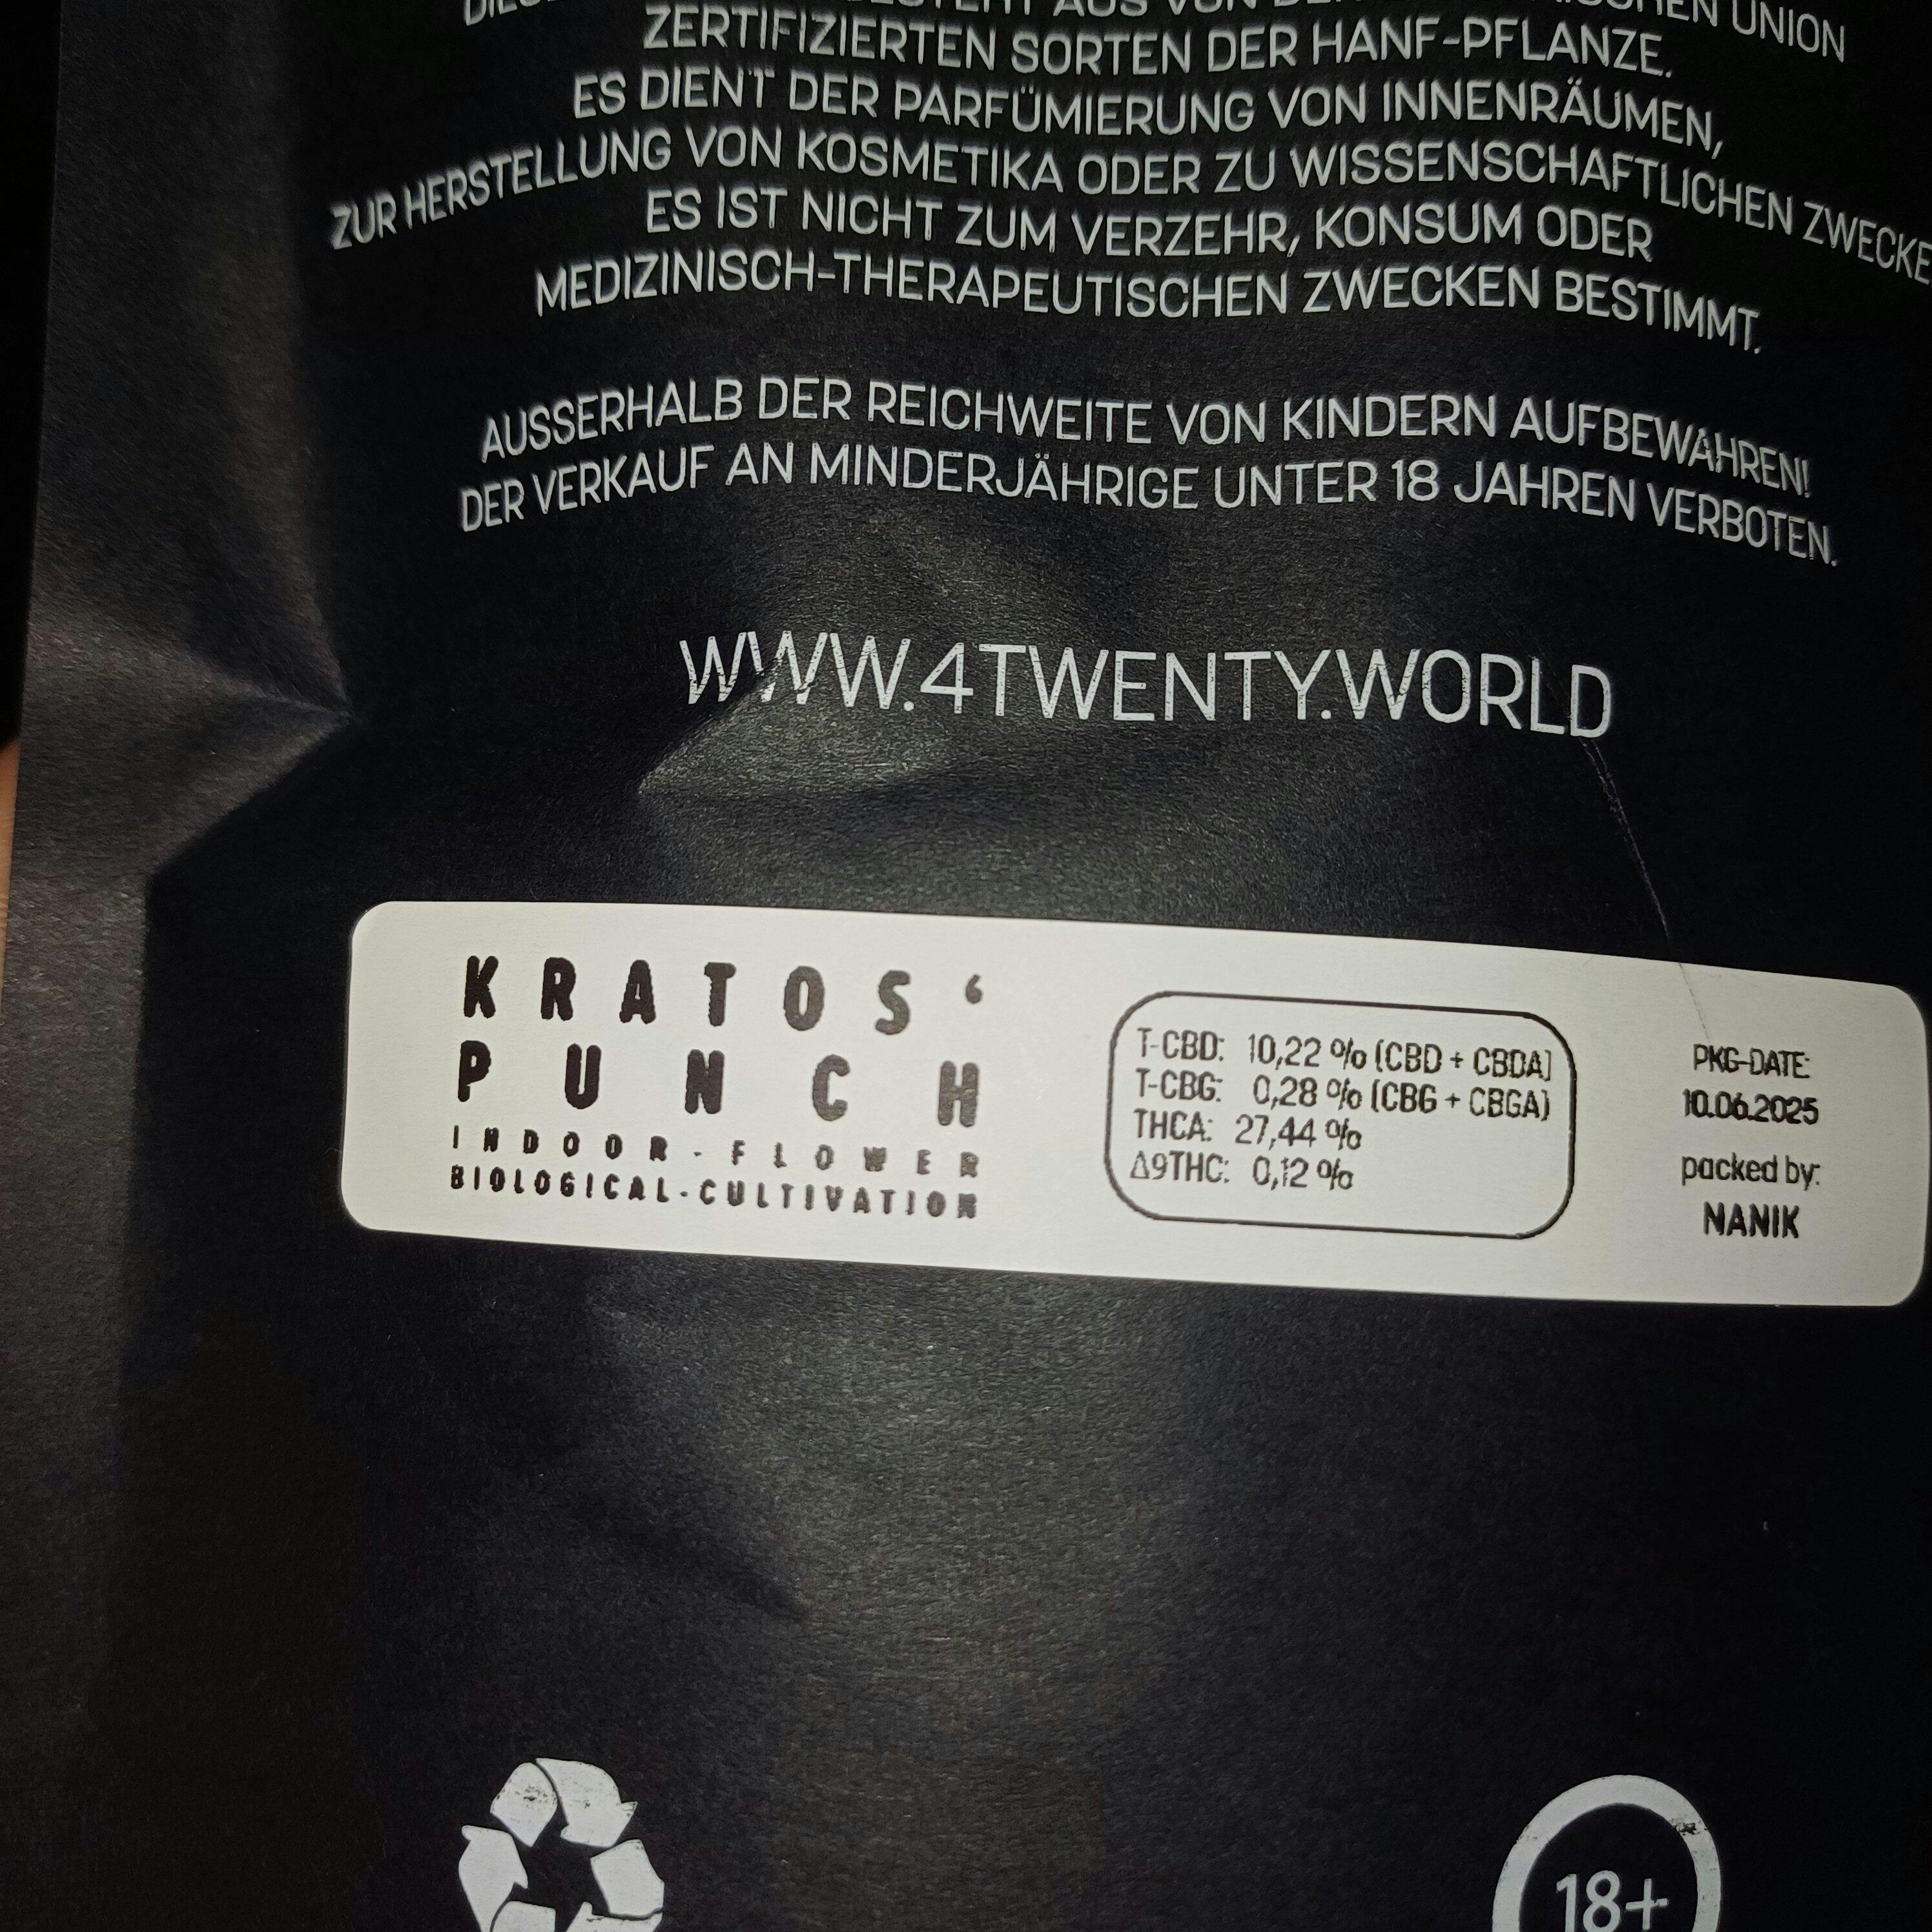 AUS VON UNION
ZERTIFIZIERTEN SORTEN DER HANF-PFLANZE.
ES DIENT DER PARFÜMIERUNG VON INNENRÄUMEN,
ZUR HERSTELLUNG VON KOSMETIKA ODER ZU WISSENSCHAFTLICHEN ZWECKE
ES IST NICHT ZUM VERZEHR, KONSUM ODER
MEDIZINISCH-THERAPEUTISCHEN ZWECKEN BESTIMMT.
AUSSERHALB DER REICHWEITE VON KINDERN AUFBEWAHREN!
DER VERKAUF AN MINDERJÄHRIGE UNTER 18 JAHREN VERBOTEN.
WWW.4TWENTY.WORLD
KRATOS‘
PUNCH
INDOOR-FLOWER
BIOLOGICAL-CULTIVATION
T-CBD: 10,22 % (CBD + CBDA)
T-CBG: 0,28 % (CBG + CBGA)
THCA: 27,44 %
Δ9THC: 0,12 %
PKG-DATE:
10.06.2025
packed by:
NANIK
18+